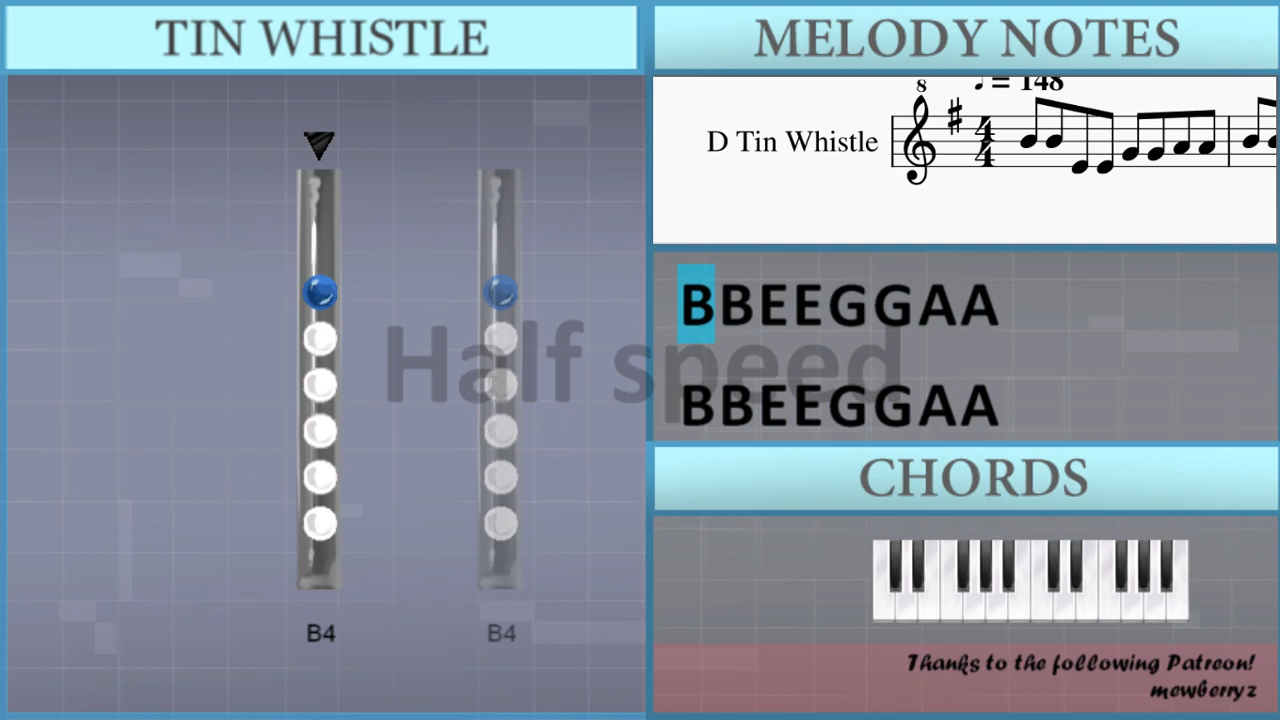 TIN WHISTLE
MELODY NOTES
8
♩ = 148
D Tin Whistle
4
4
BBEEGGAA
Half speed
BBEEGGAA
CHORDS
B4
B4
Thanks to the following Patreon!
mewberryz